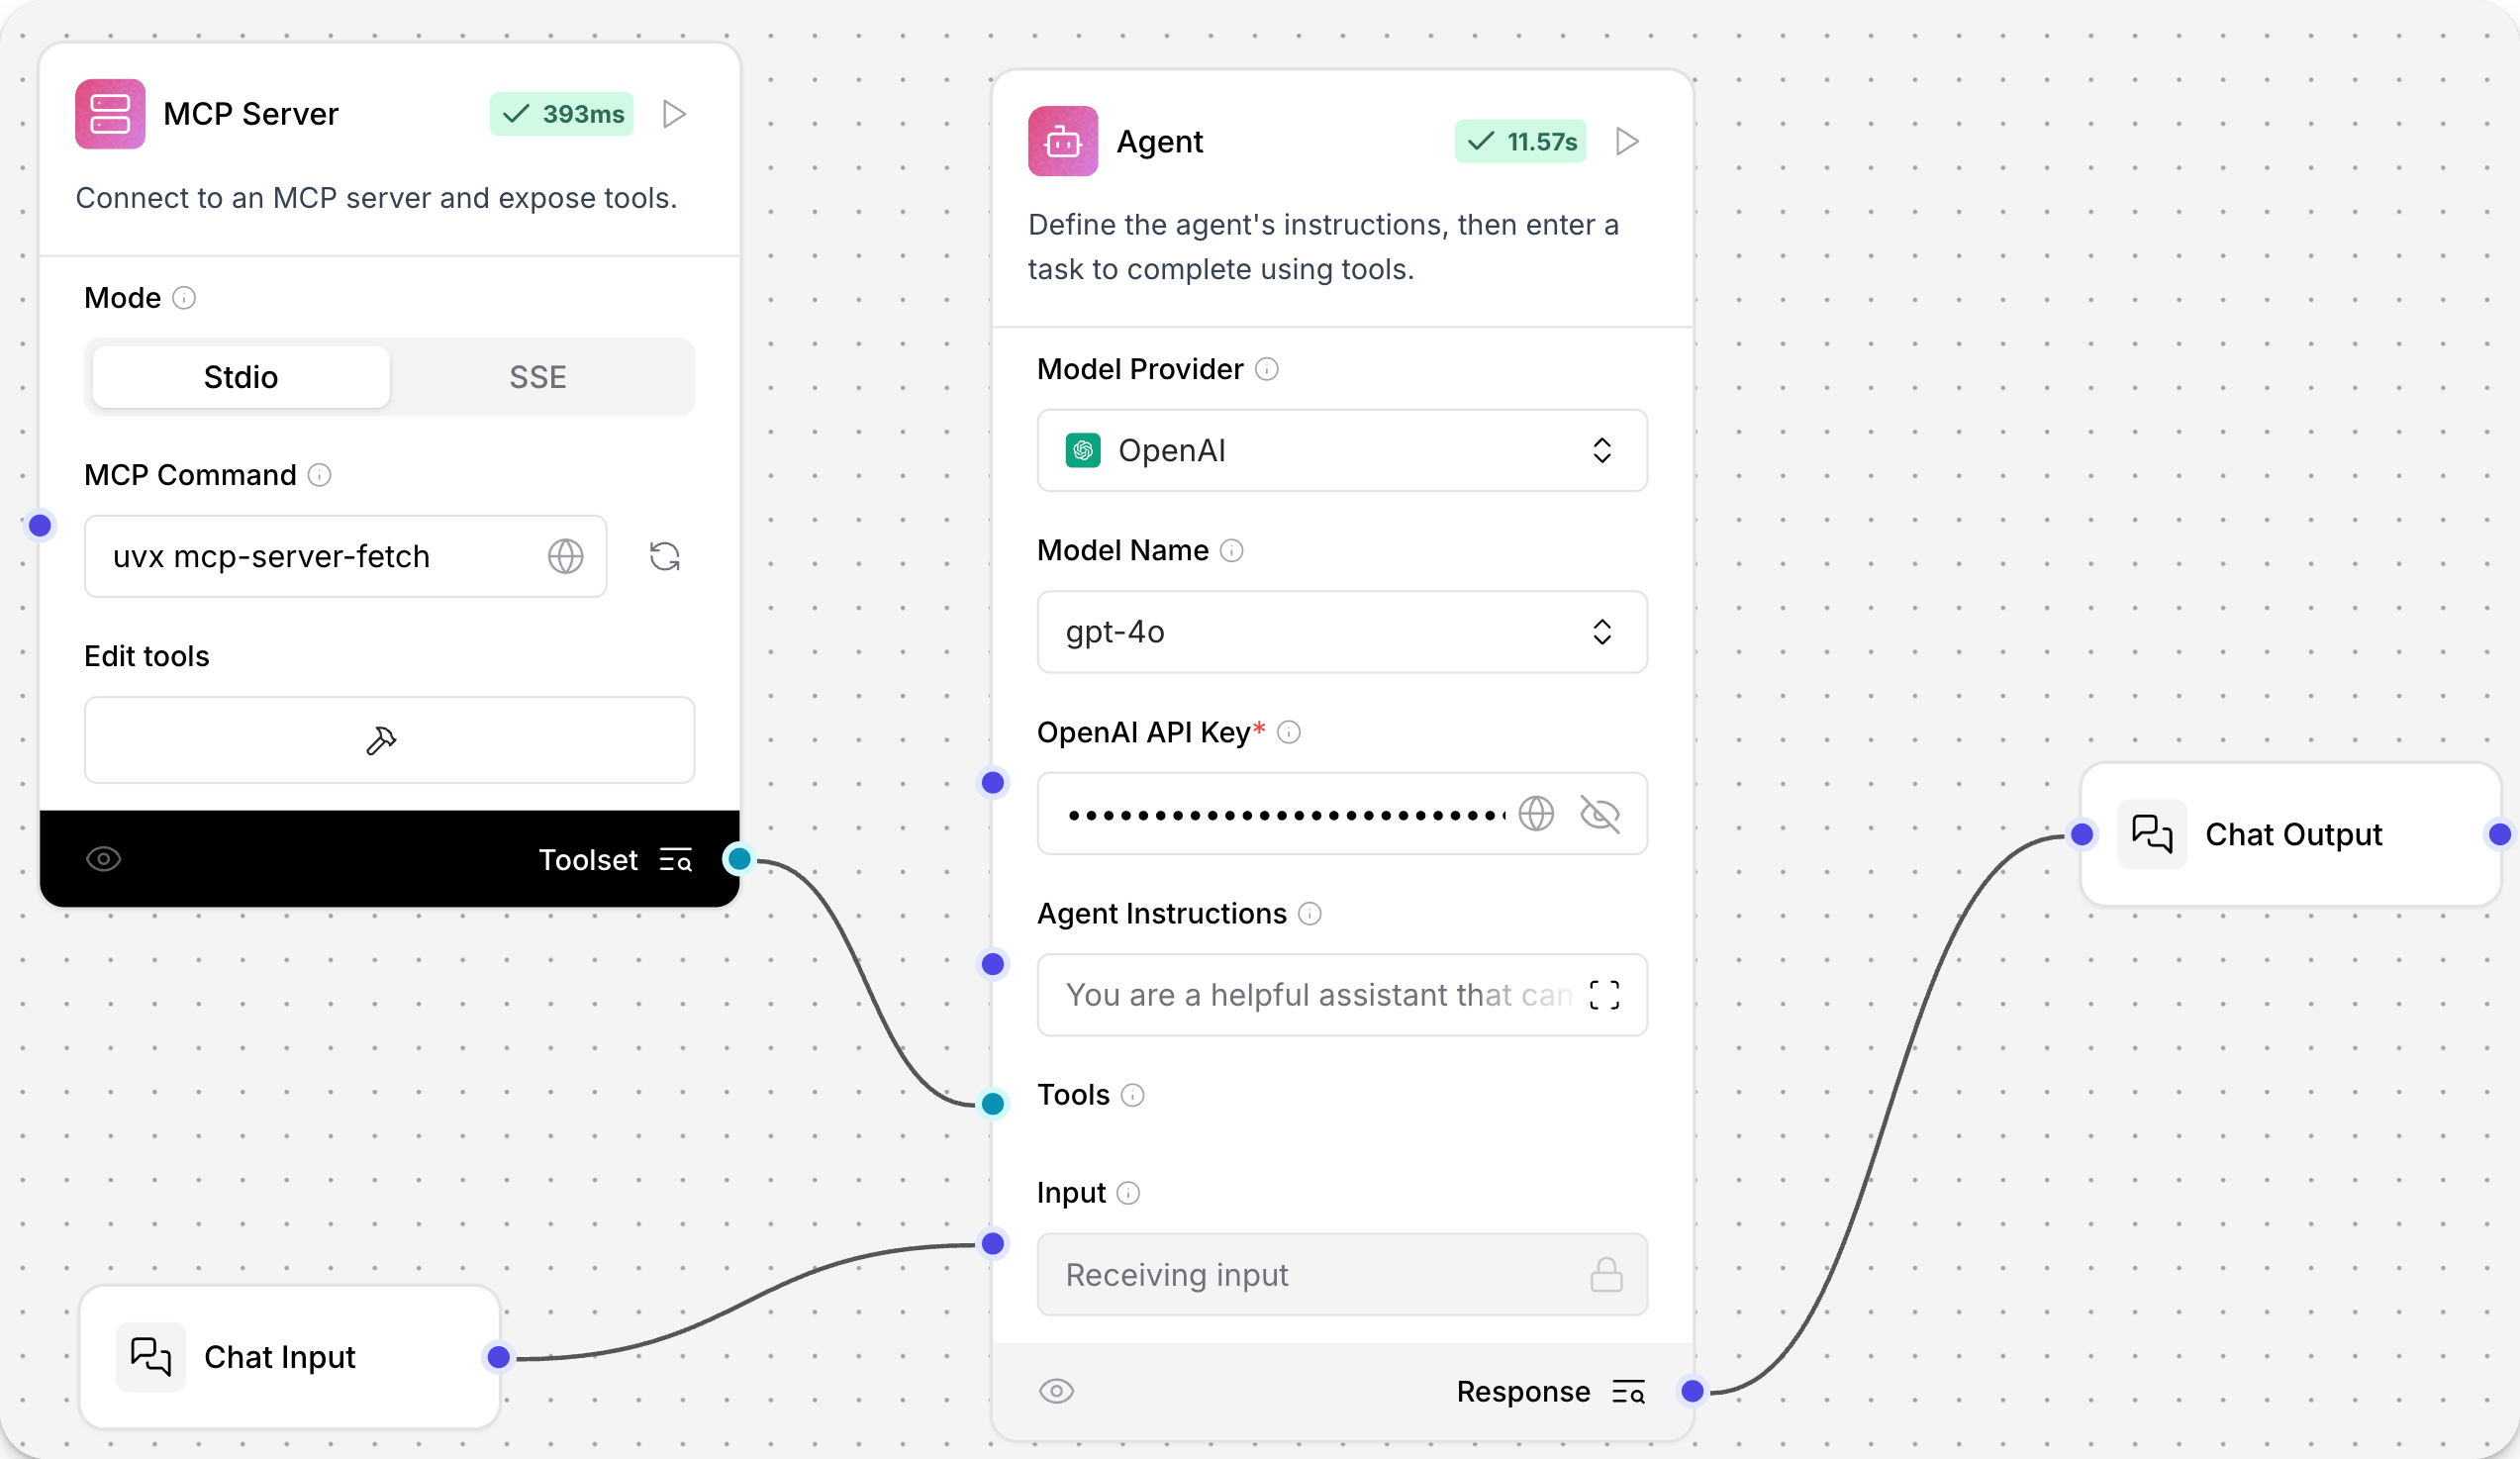 MCP Server
393ms
Connect to an MCP server and expose tools.
Mode
Stdio
SSE
MCP Command
uvx mcp-server-fetch
Edit tools
Toolset
Chat Input
Agent
11.57s
Define the agent's instructions, then enter a
task to complete using tools.
Model Provider
OpenAI
Model Name
gpt-4o
OpenAI API Key*
••••••••••••••••••••••••••
Agent Instructions
You are a helpful assistant that can
Tools
Input
Receiving input
Response
Chat Output